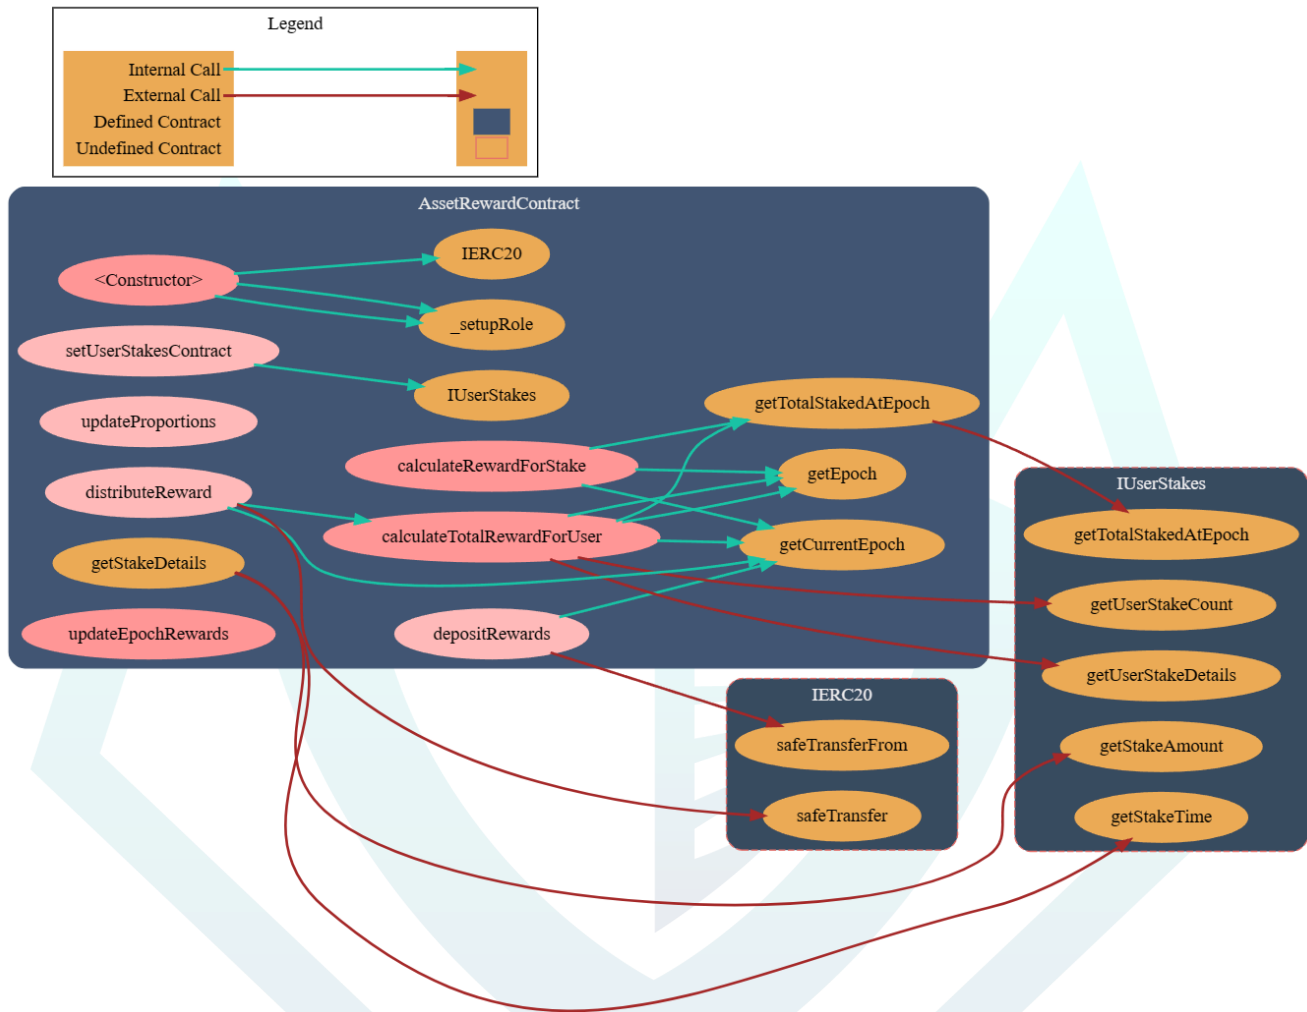 Legend
Internal Call
External Call
Defined Contract
Undefined Contract
AssetRewardContract
<Constructor>
setUserStakesContract
updateProportions
distributeReward
getStakeDetails
updateEpochRewards
IERC20
_setupRole
IUserStakes
calculateRewardForStake
calculateTotalRewardForUser
depositRewards
getTotalStakedAtEpoch
getEpoch
getCurrentEpoch
IERC20
safeTransferFrom
safeTransfer
IUserStakes
getTotalStakedAtEpoch
getUserStakeCount
getUserStakeDetails
getStakeAmount
getStakeTime